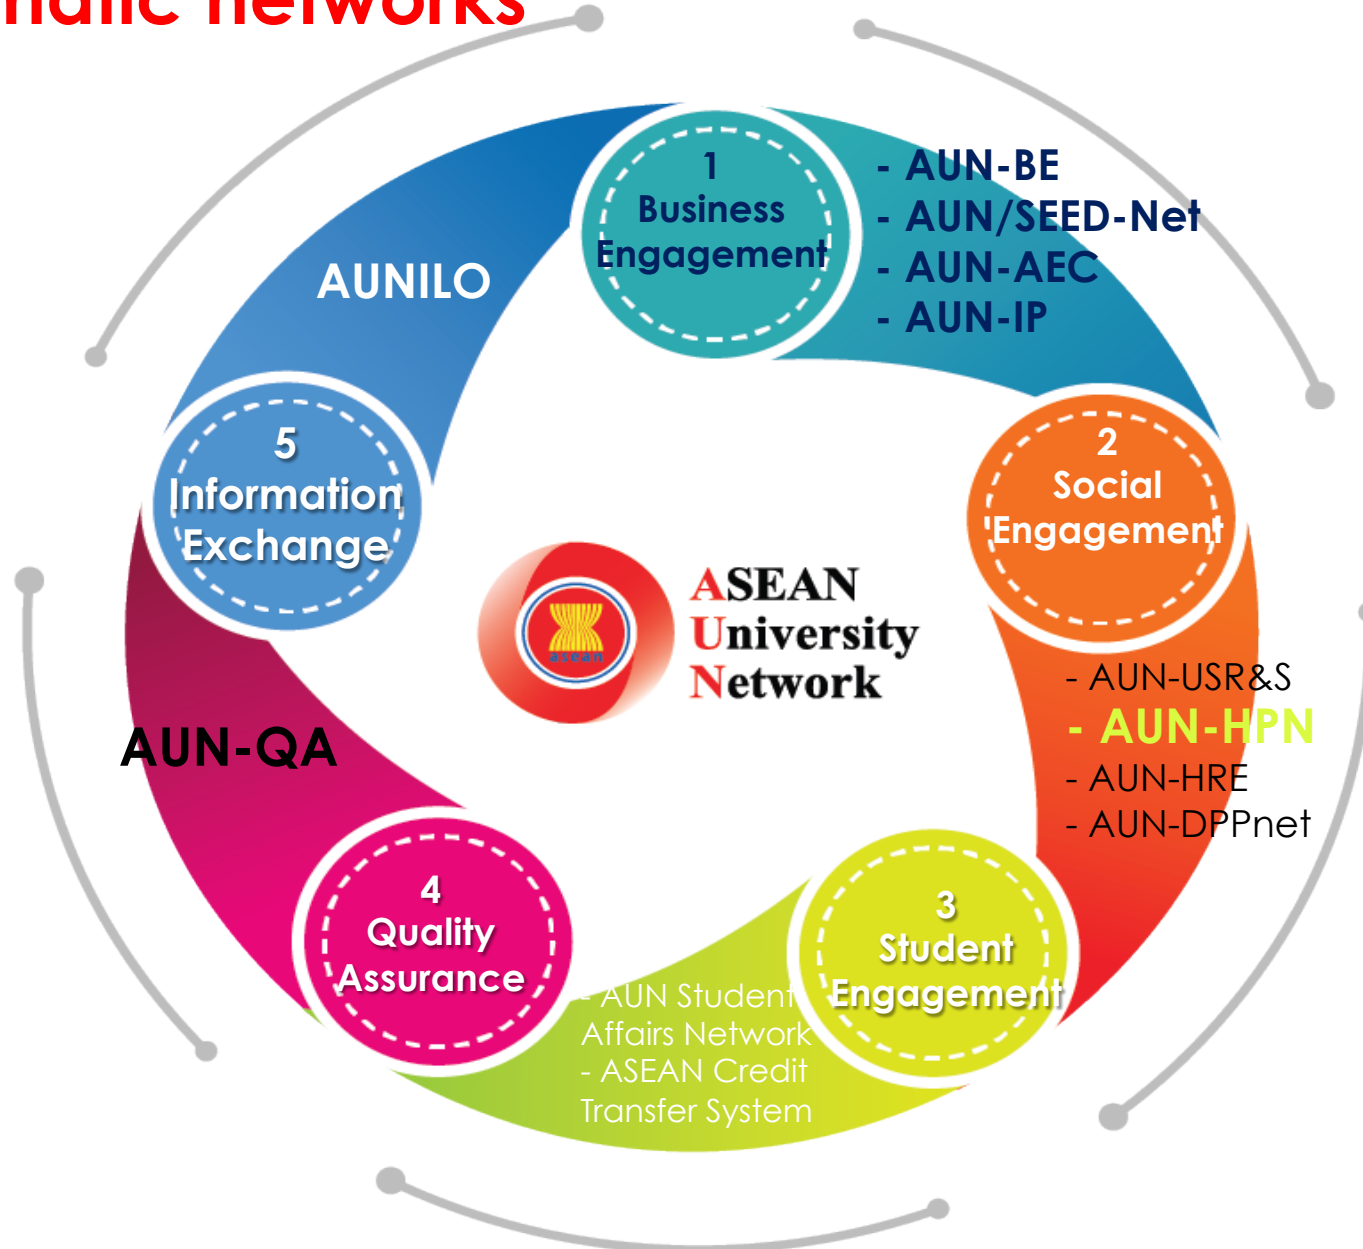 networks
1
Business
Engagement
- AUN-BE
- AUN/SEED-Net
- AUN-AEC
- AUN-IP
AUNILO
5
Information
Exchange
2
Social
Engagement
ASEAN
University
Network
asean
- AUN-USR&S
- AUN-HPN
- AUN-HRE
- AUN-DPPnet
AUN-QA
4
Quality
Assurance
3
Student
Engagement
- AUN Student
Affairs Network
- ASEAN Credit
Transfer System